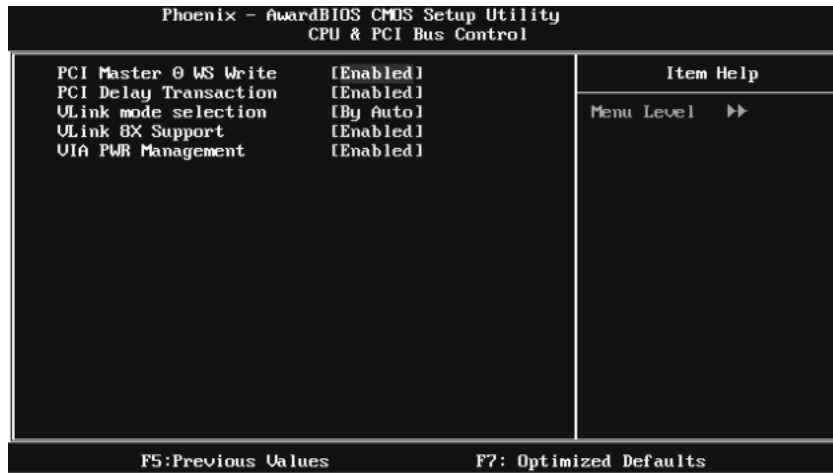 Phoenix - AwardBIOS CMOS Setup Utility
CPU & PCI Bus Control
PCI Master 0 WS Write [Enabled]
PCI Delay Transaction [Enabled]
VLink mode selection [By Auto]
VLink 8X Support [Enabled]
VIA PWR Management [Enabled]
Item Help
Menu Level ▶▶
F5:Previous Values F7: Optimized Defaults